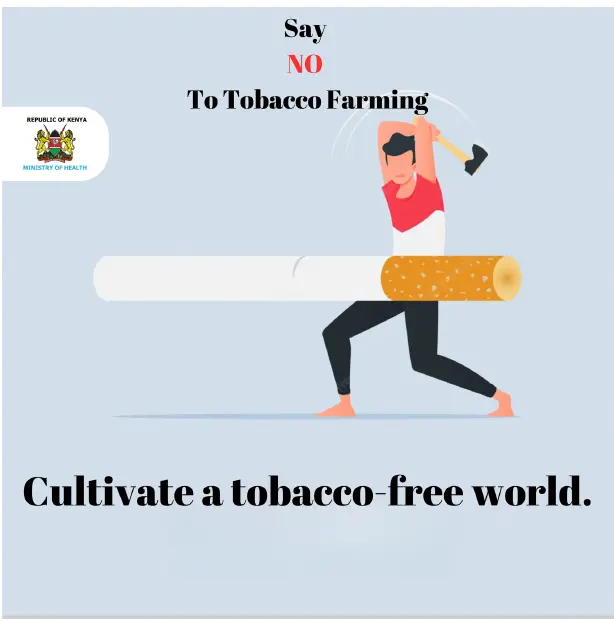 Say
NO
To Tobacco Farming
REPUBLIC OF KENYA
MINISTRY OF HEALTH
Cultivate a tobacco-free world.